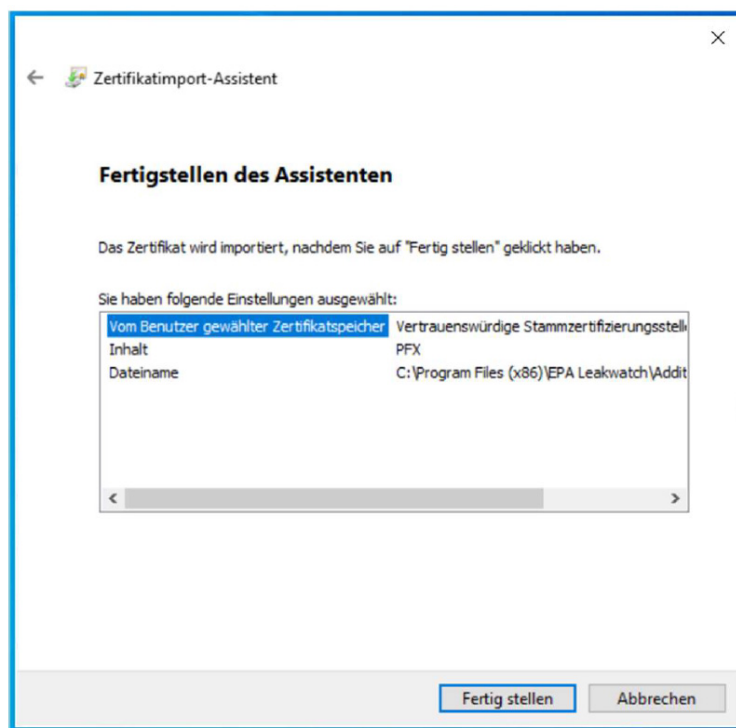 Zertifikatimport-Assistent
Fertigstellen des Assistenten
Das Zertifikat wird importiert, nachdem Sie auf "Fertig stellen" geklickt haben.
Sie haben folgende Einstellungen ausgewählt:
Vom Benutzer gewählter Zertifikatspeicher Vertrauenswürdige Stammzertifizierungsstell
Inhalt PFX
Dateiname C:\Program Files (x86)\EPA Leakwatch\Addit
Fertig stellen Abbrechen